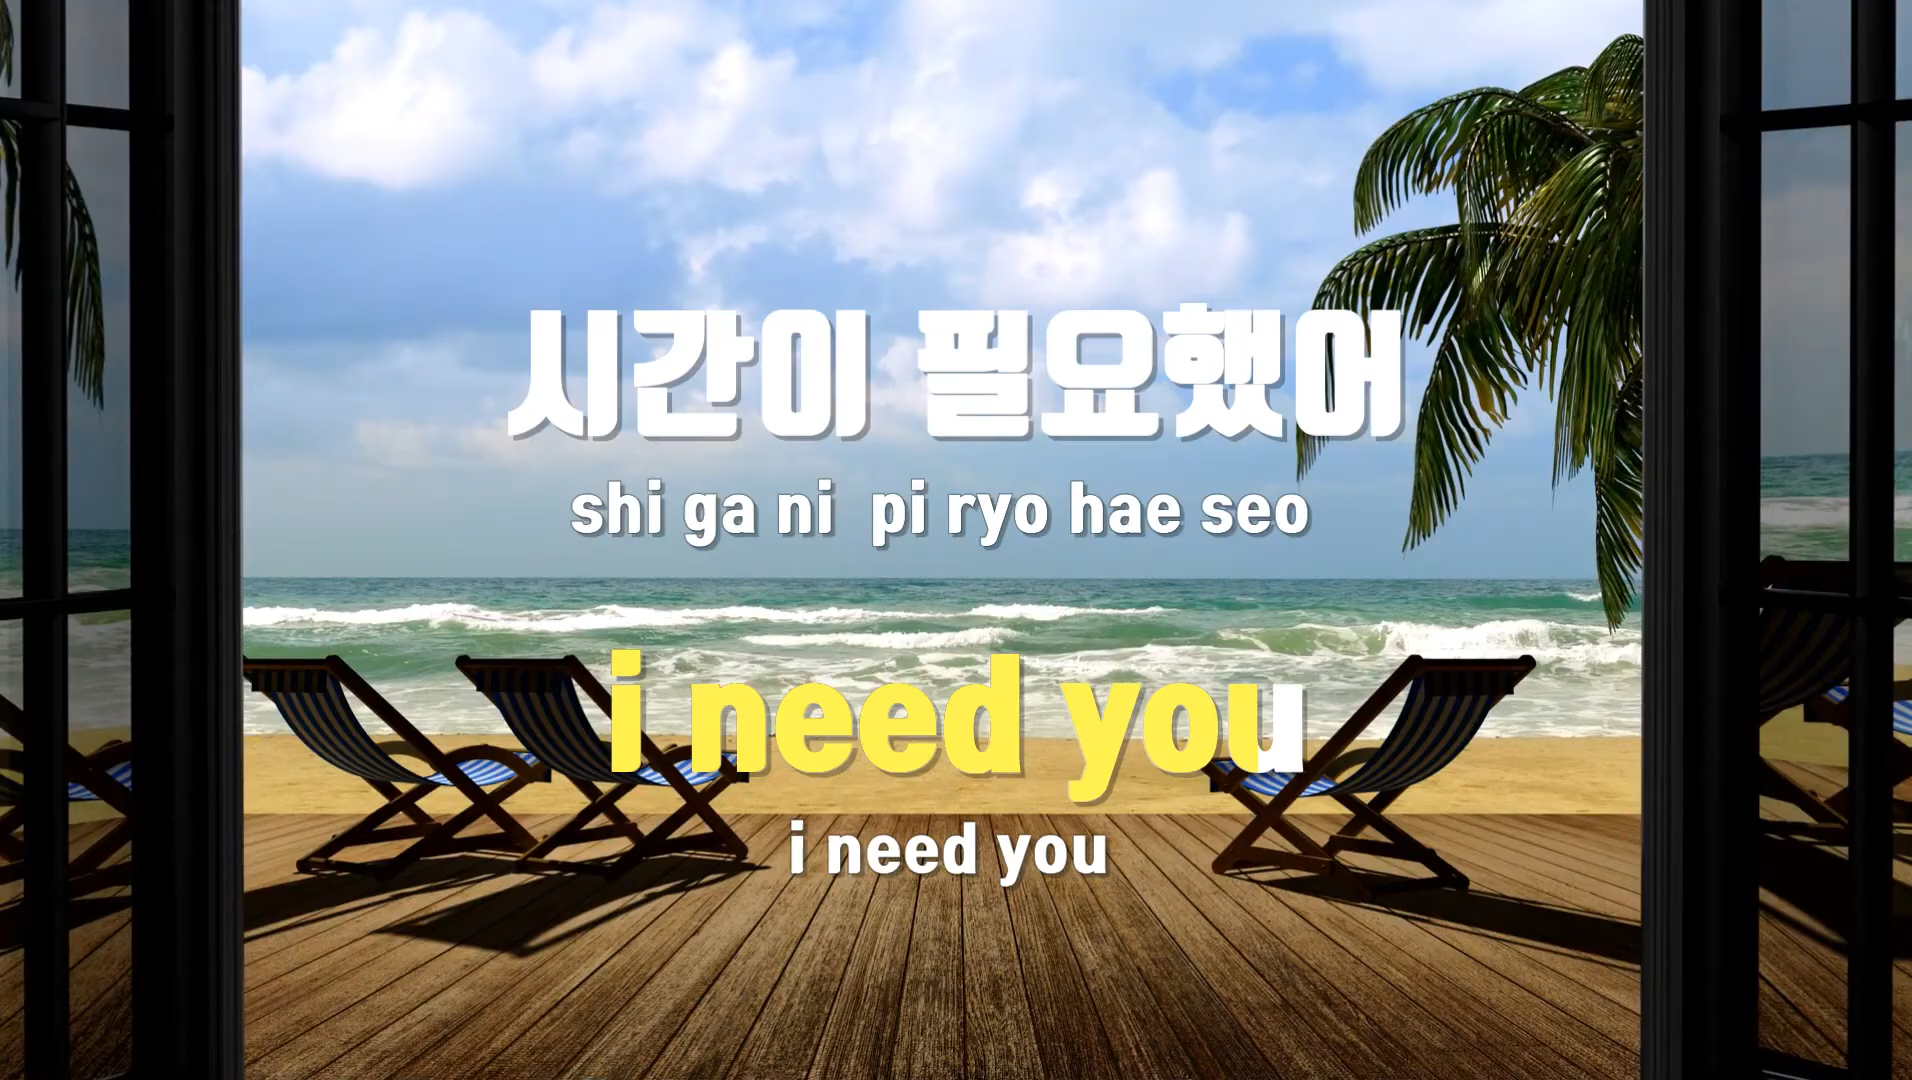 시간이 필요했어
shi ga ni pi ryo hae seo
i need you
i need you